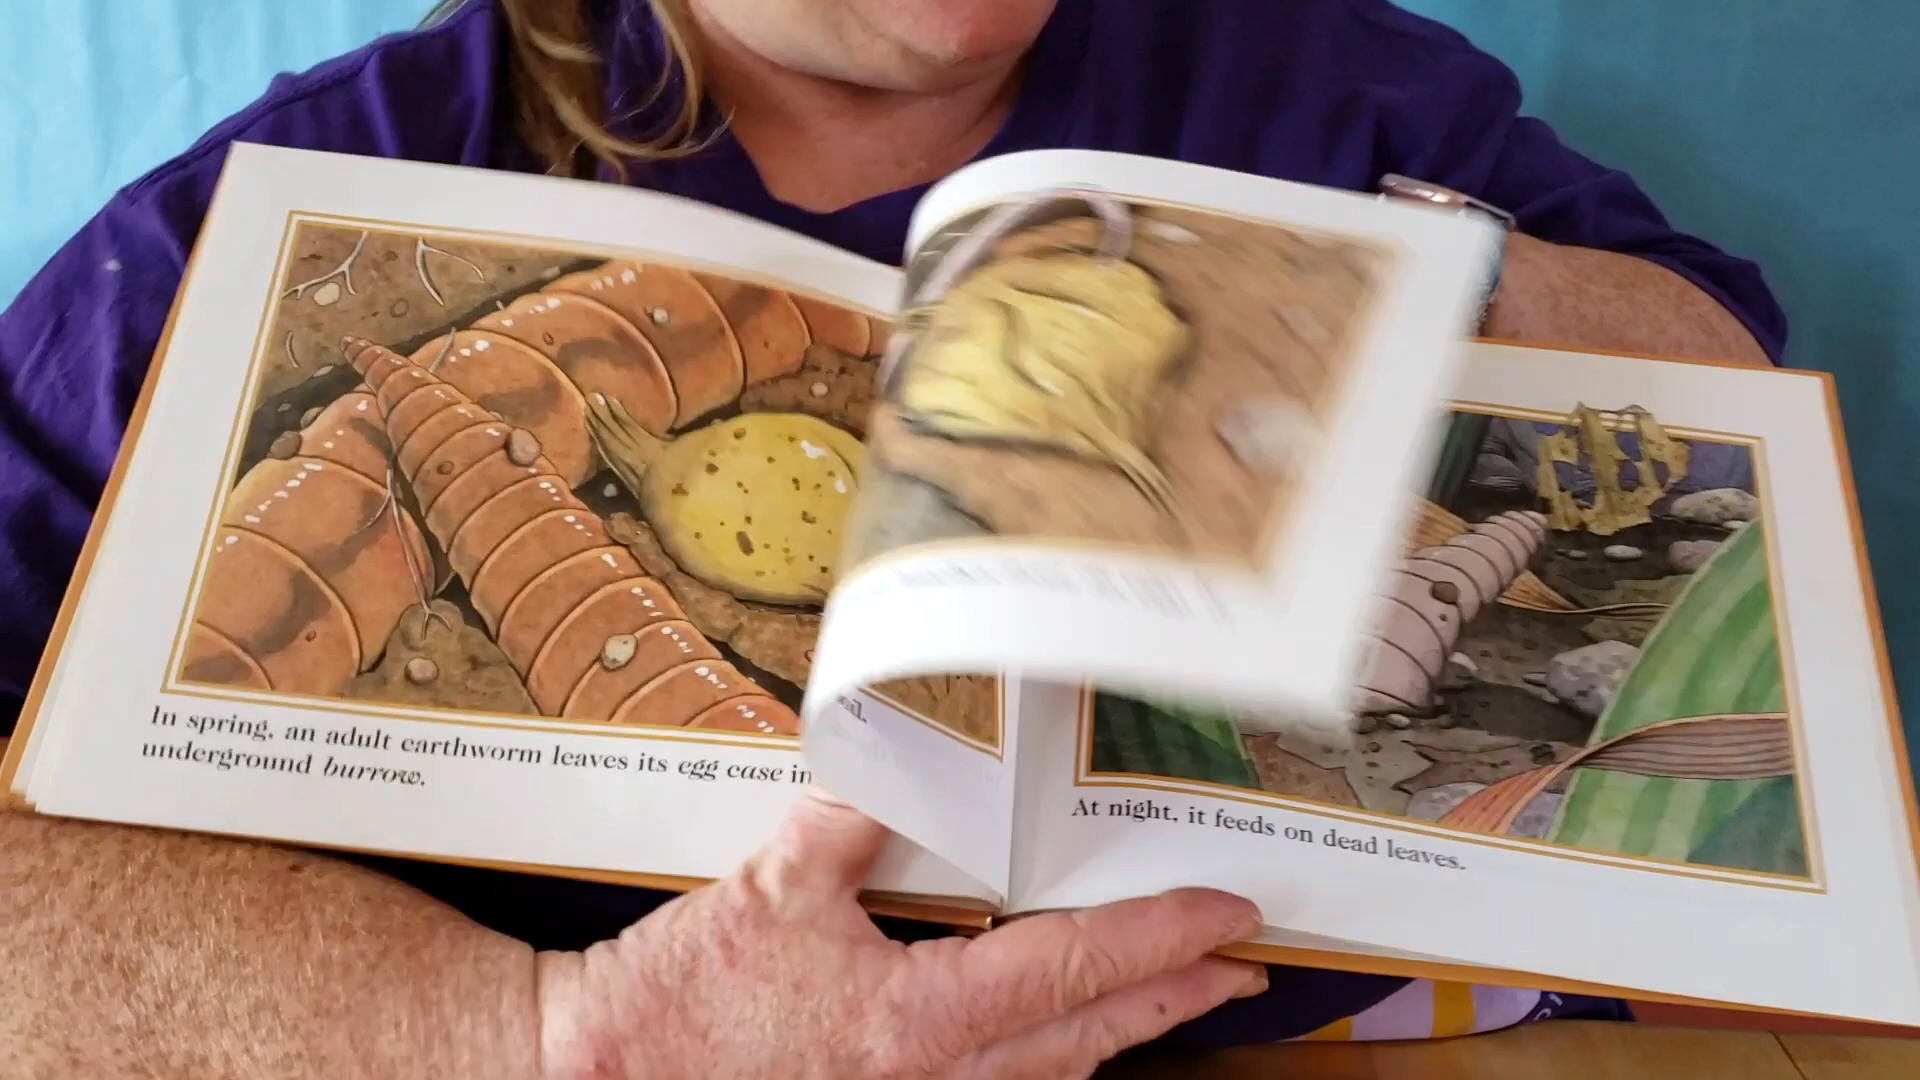 In spring, an adult earthworm leaves its egg case in
underground burrow.
At night, it feeds on dead leaves.